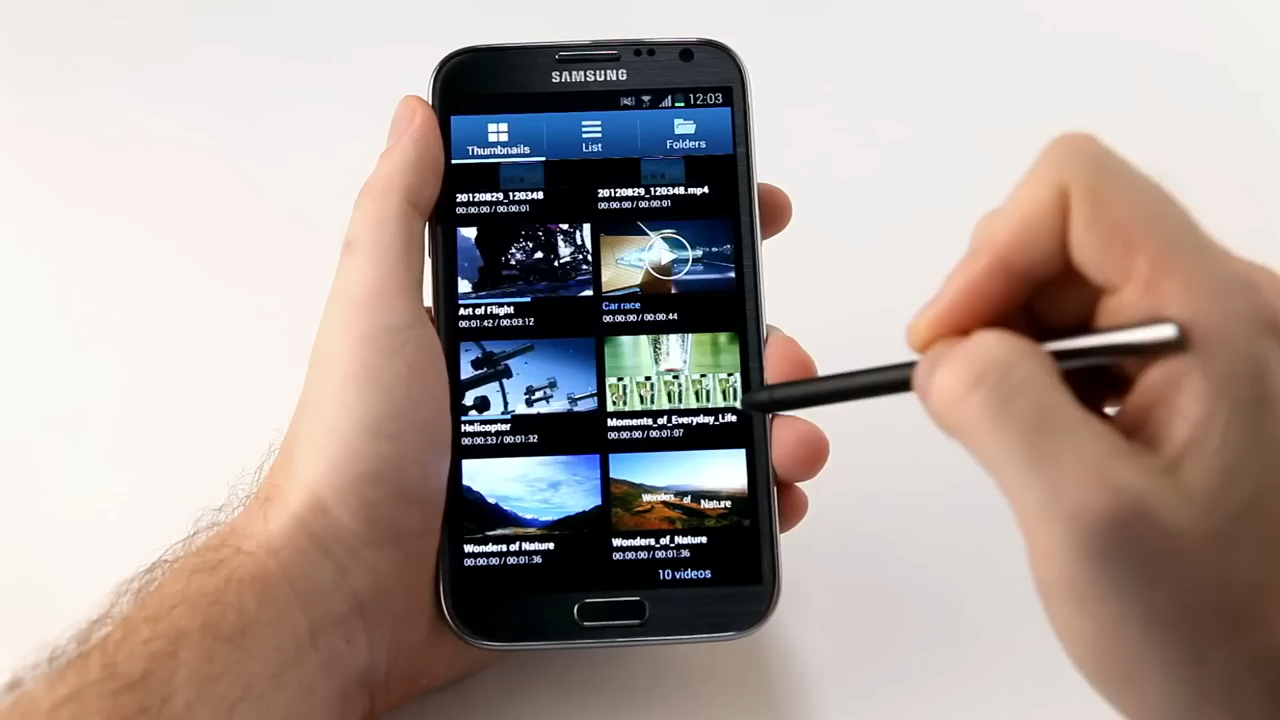 SAMSUNG
12:03
Thumbnails
List
Folders
20120829_120348
20120829_120348.mp4
00:00:00 / 00:00:01
00:00:00 / 00:00:01
Art of Flight
Car race
00:01:42 / 00:03:12
00:00:00 / 00:00:44
Helicopter
Moments_of_Everyday_Life
00:00:33 / 00:01:32
00:00:00 / 00:01:07
Wonders of Nature
Wonders of Nature
Wonders_of_Nature
00:00:00 / 00:01:36
00:00:00 / 00:01:36
10 videos